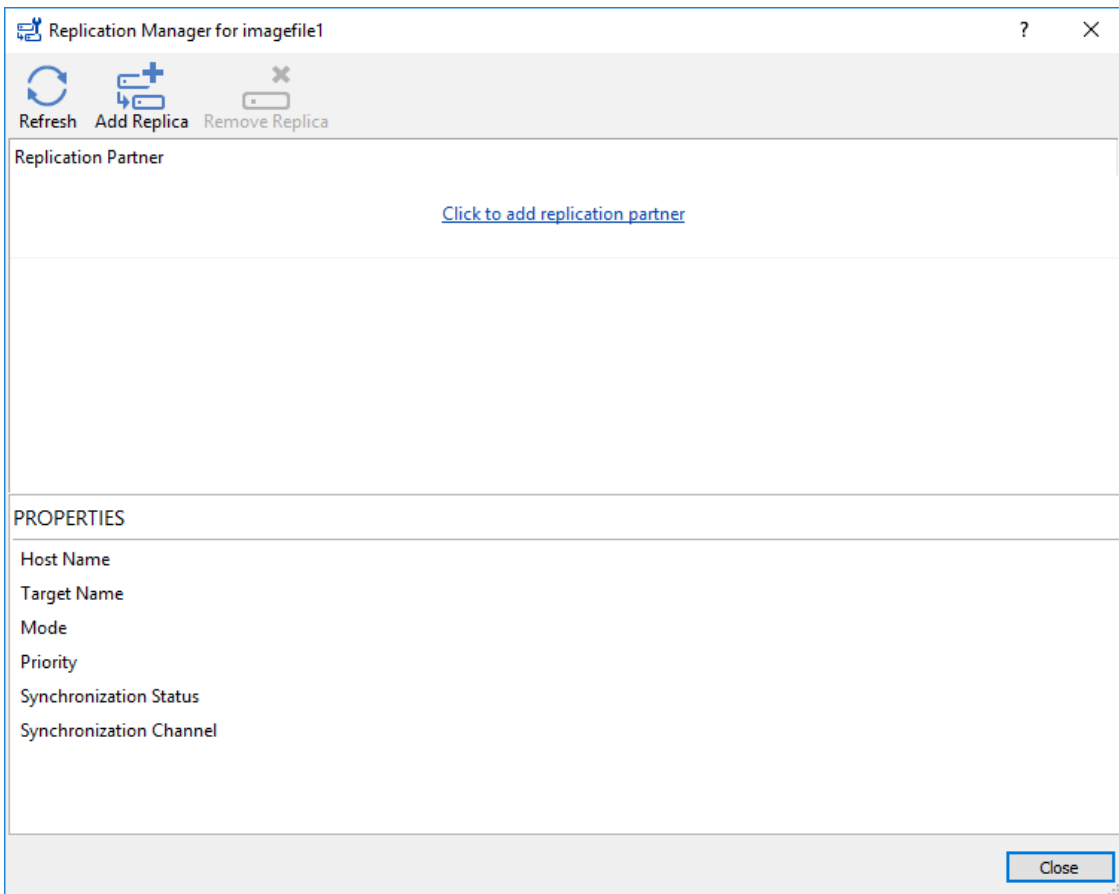 Replication Manager for imagefile1
?
Refresh Add Replica Remove Replica
Replication Partner
Click to add replication partner
PROPERTIES
Host Name
Target Name
Mode
Priority
Synchronization Status
Synchronization Channel
Close